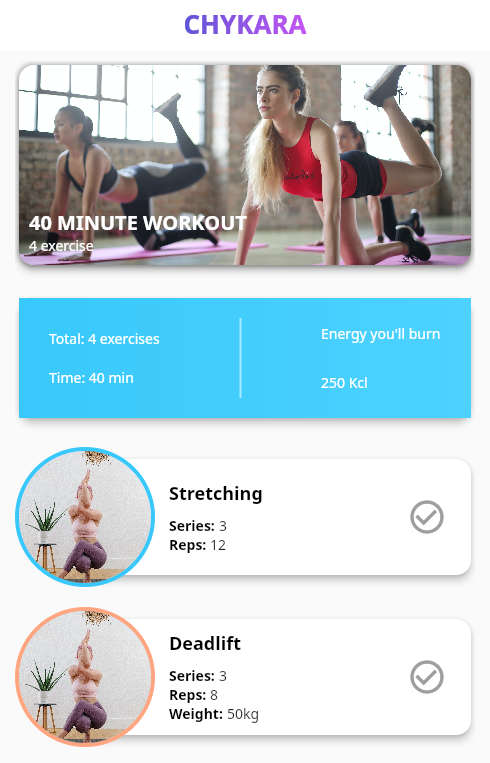 CHYKARA
40 MINUTE WORKOUT
4 exercise
Total: 4 exercises
Time: 40 min
Energy you'll burn
250 Kcl
Stretching
Series: 3
Reps: 12
Deadlift
Series: 3
Reps: 8
Weight: 50kg